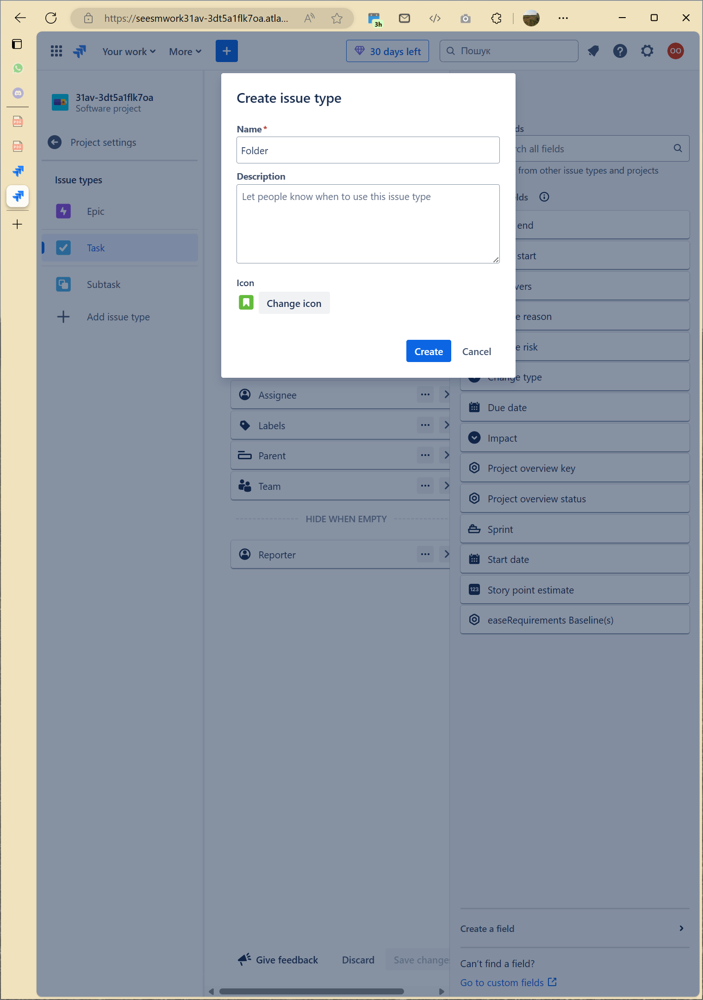 https://seesmwork31av-3dt5a1flk7oa.atla...
3h
Your work
More
30 days left
Пошук
OO
31av-3dt5a1flk7oa
Software project
Project settings
Issue types
Epic
Task
Subtask
Add issue type
Create issue type
Name*
Folder
Description
Let people know when to use this issue type
Icon
Change icon
Create
Cancel
ds
rch all fields
from other issue types and projects
lds
end
start
vers
e reason
e risk
Change type
Due date
Impact
Project overview key
Project overview status
Sprint
Start date
123
Story point estimate
easeRequirements Baseline(s)
Assignee
Labels
Parent
Team
HIDE WHEN EMPTY
Reporter
Create a field
Can't find a field?
Go to custom fields
Give feedback
Discard
Save change
PDF
PDF